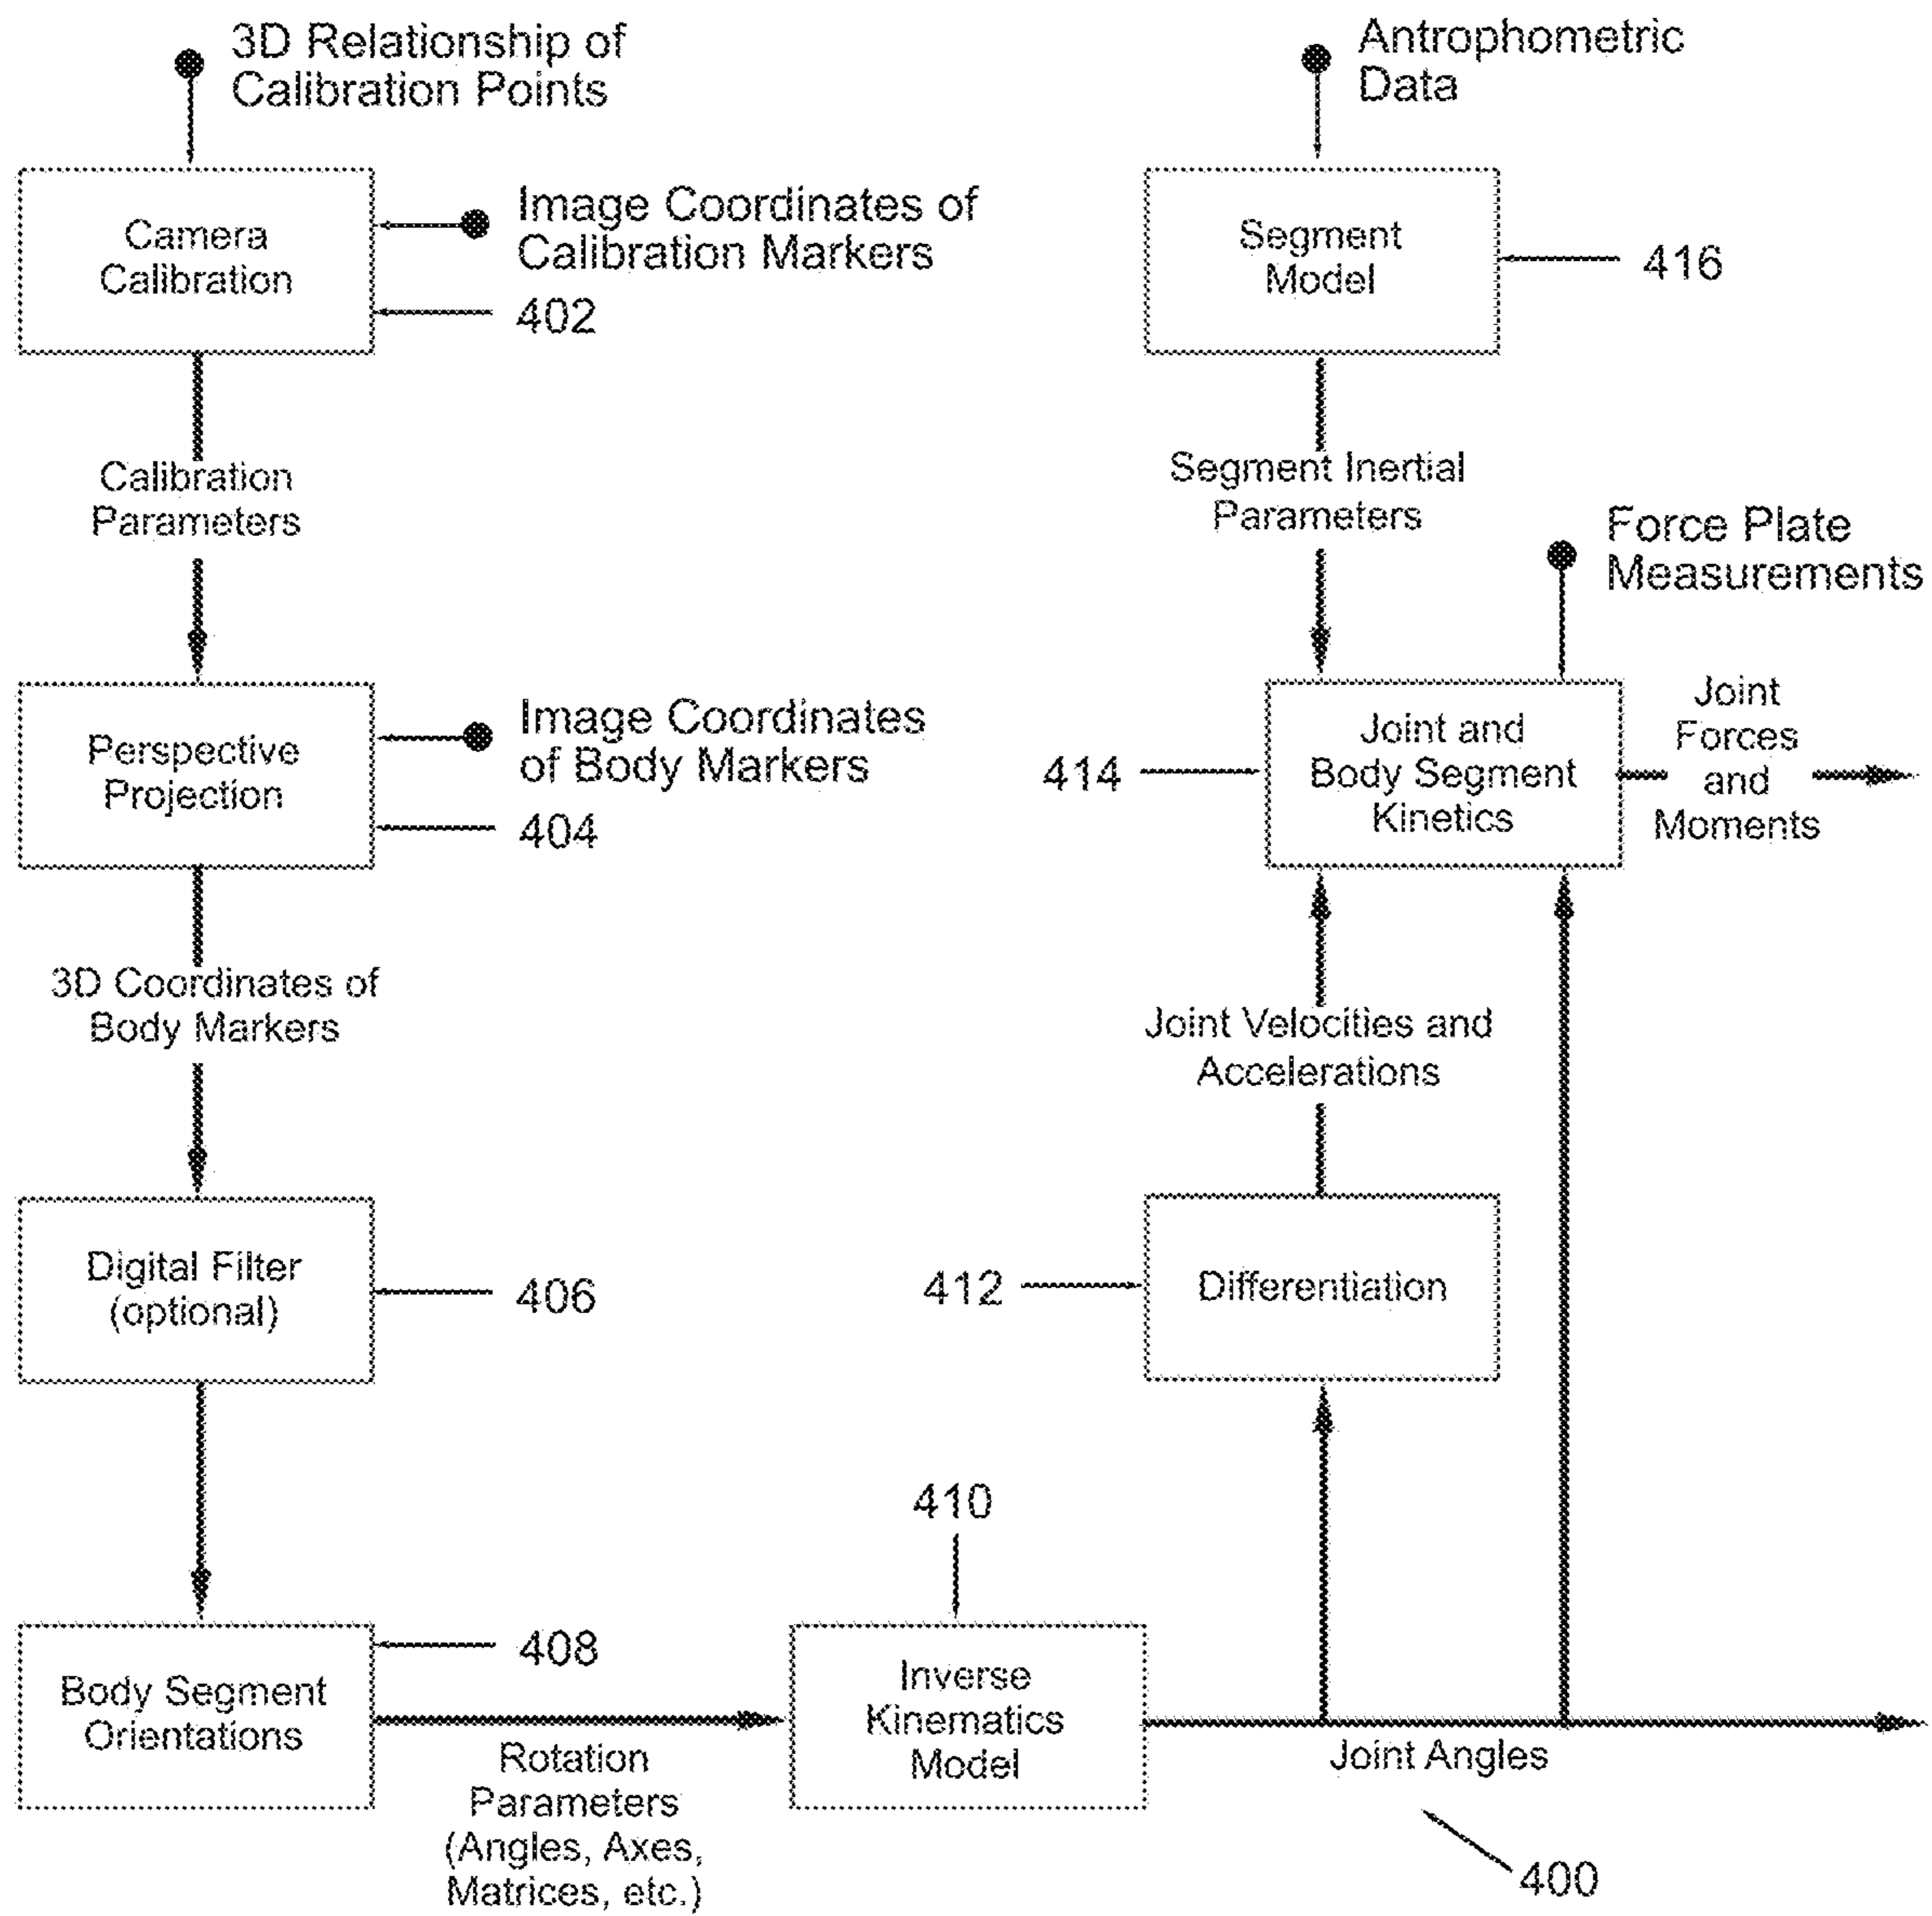 3D Relationship of
Calibration Points
Camera
Calibration
Image Coordinates of
Calibration Markers
402
Calibration
Parameters
Perspective
Projection
Image Coordinates
of Body Markers
404
3D Coordinates of
Body Markers
Digital Filter
(optional)
406
Body Segment
Orientations
408
Rotation
Parameters
(Angles, Axes,
Matrices, etc.)
410
Inverse
Kinematics
Model
Joint Angles
400
412
Differentiation
Joint Velocities and
Accelerations
Antrophometric
Data
Segment
Model
416
Segment Inertial
Parameters
Force Plate
Measurements
414
Joint and
Body Segment
Kinetics
Joint
Forces
and
Moments